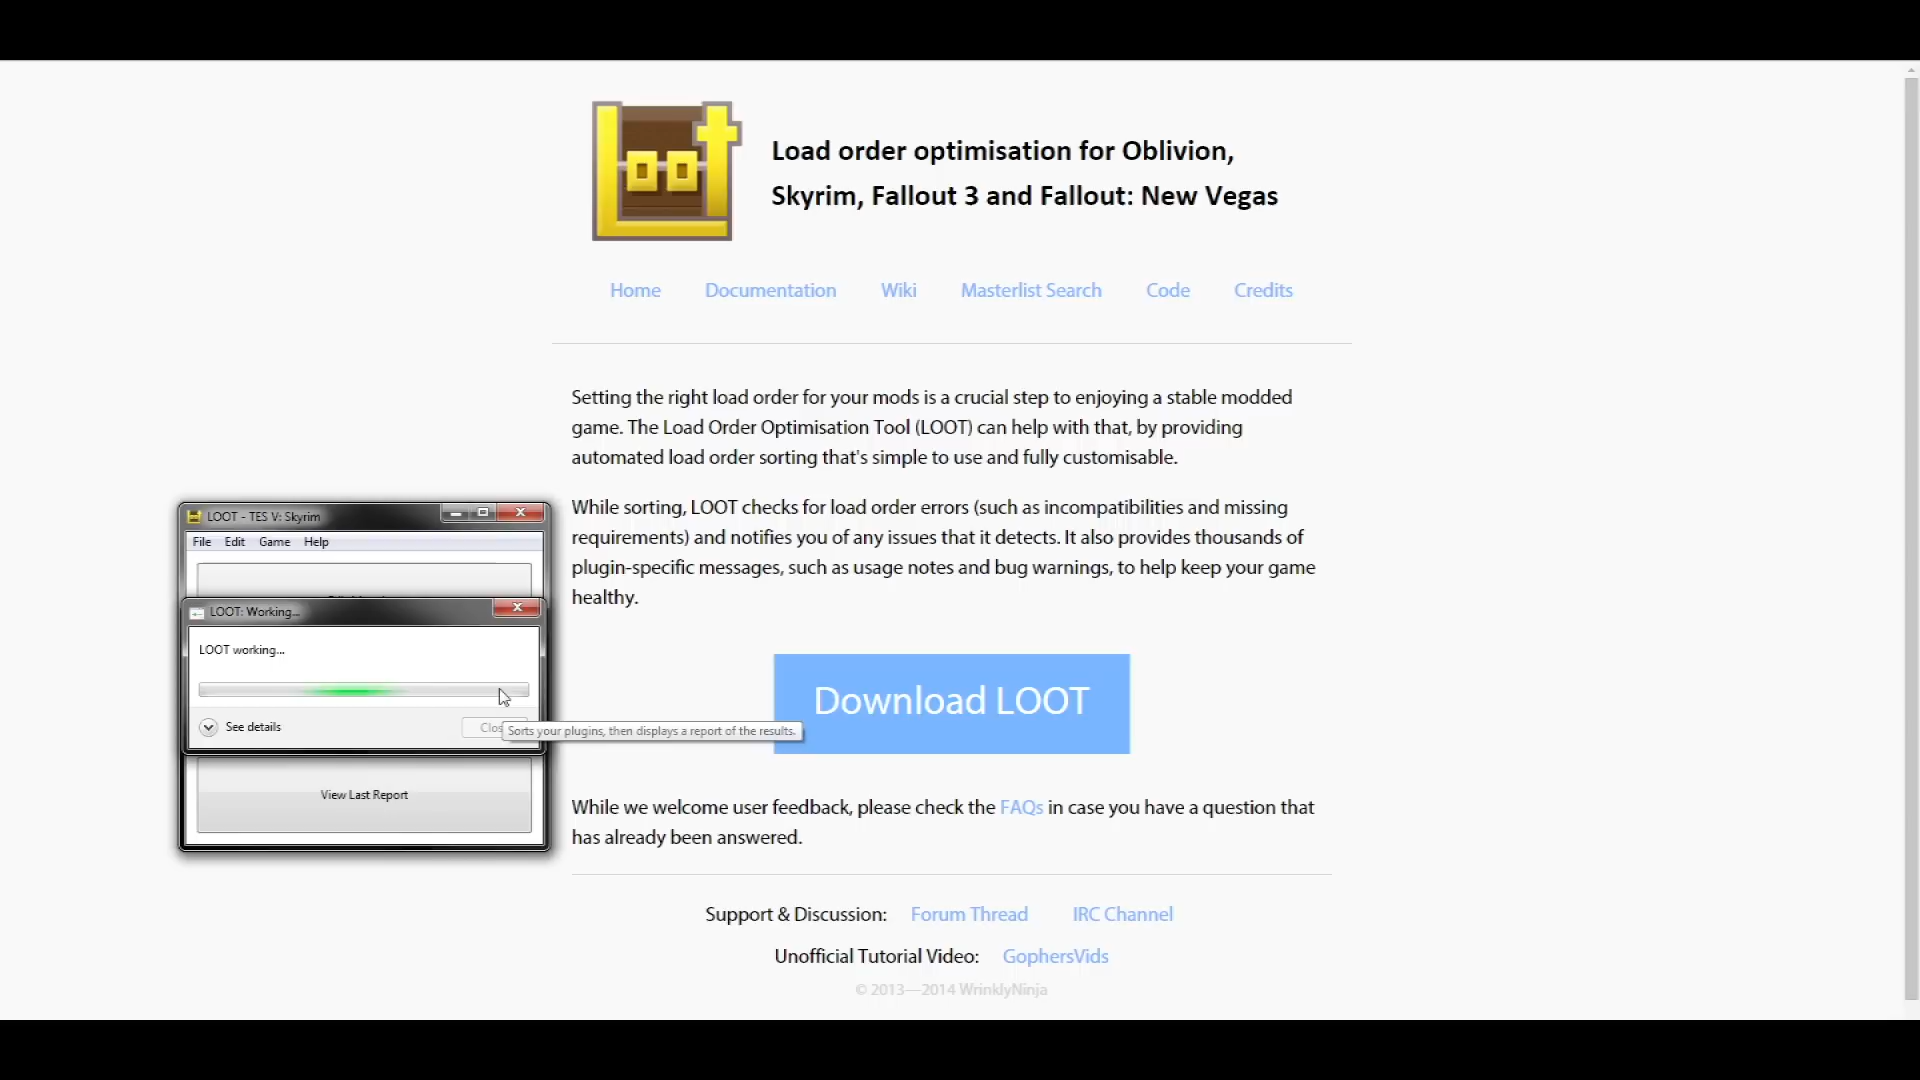 loot
Load order optimisation for Oblivion,
Skyrim, Fallout 3 and Fallout: New Vegas
Home Documentation Wiki Masterlist Search Code Credits
Setting the right load order for your mods is a crucial step to enjoying a stable modded
game. The Load Order Optimisation Tool (LOOT) can help with that, by providing
automated load order sorting that's simple to use and fully customisable.
While sorting, LOOT checks for load order errors (such as incompatibilities and missing
requirements) and notifies you of any issues that it detects. It also provides thousands of
plugin-specific messages, such as usage notes and bug warnings, to help keep your game
healthy.
LOOT - TES V: Skyrim
File Edit Game Help
LOOT: Working...
LOOT working...
See details
Sorts your plugins, then displays a report of the results.
View Last Report
Download LOOT
While we welcome user feedback, please check the FAQs in case you have a question that
has already been answered.
Support & Discussion: Forum Thread IRC Channel
Unofficial Tutorial Video: GophersVids
© 2013—2014 WrinklyNinja